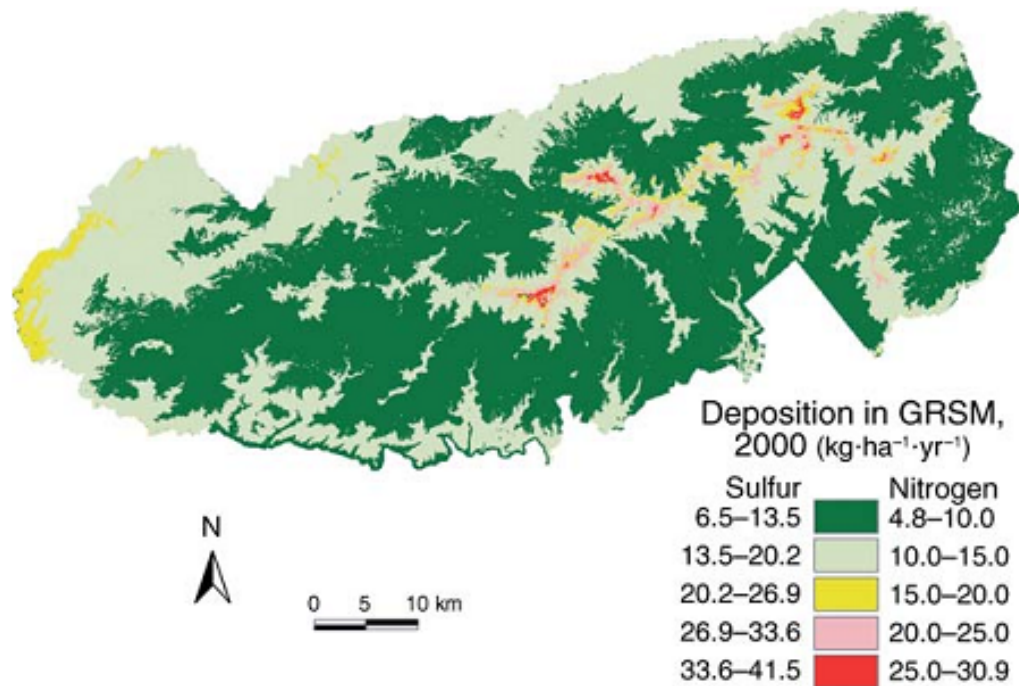 Deposition in GRSM,
2000 (kg·ha⁻¹·yr⁻¹)
Sulfur Nitrogen
6.5–13.5 4.8–10.0
13.5–20.2 10.0–15.0
20.2–26.9 15.0–20.0
26.9–33.6 20.0–25.0
33.6–41.5 25.0–30.9
N
0 5 10 km